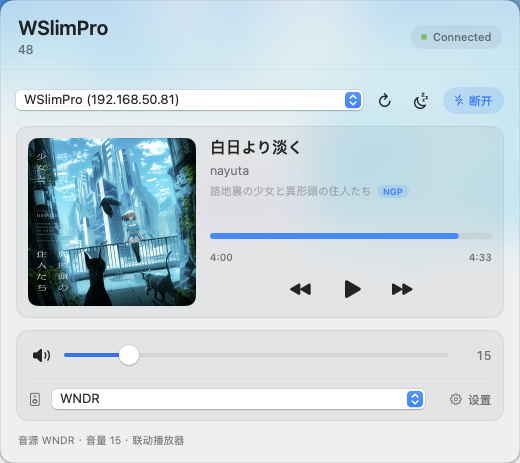 WSlimPro
48
Connected
WSlimPro (192.168.50.81)
断开
白日より淡く
nayuta
路地裏の少女と異形頭の住人たち NGP
4:00
4:33
15
WNDR
设置
音源 WNDR · 音量 15 · 联动播放器